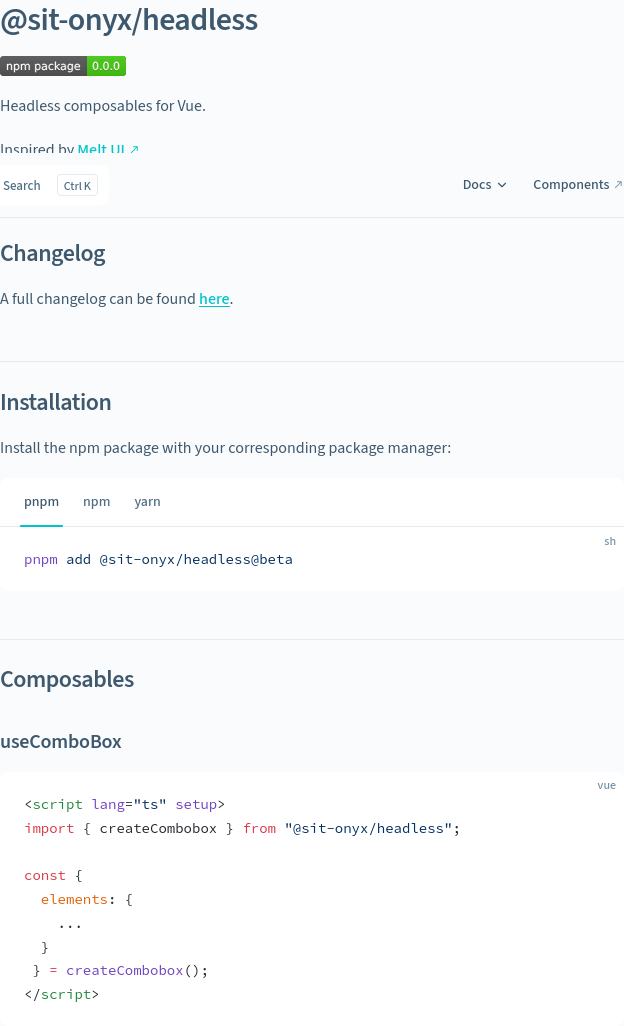 @sit-onyx/headless
npm package 0.0.0
Headless composables for Vue.
Inspired by Melt UI ↗
Search Ctrl K Docs Components ↗
Changelog
A full changelog can be found here.
Installation
Install the npm package with your corresponding package manager:
pnpm npm yarn
sh
pnpm add @sit-onyx/headless@beta
Composables
useComboBox
vue
<script lang="ts" setup>
import { createCombobox } from "@sit-onyx/headless";
const {
  elements: {
    ...
  }
 } = createCombobox();
</script>